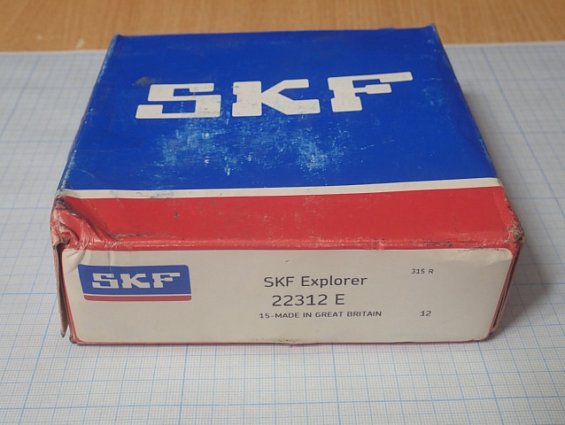 SKF
SKF
SKF Explorer
315 R
22312 E
15-MADE IN GREAT BRITAIN
12